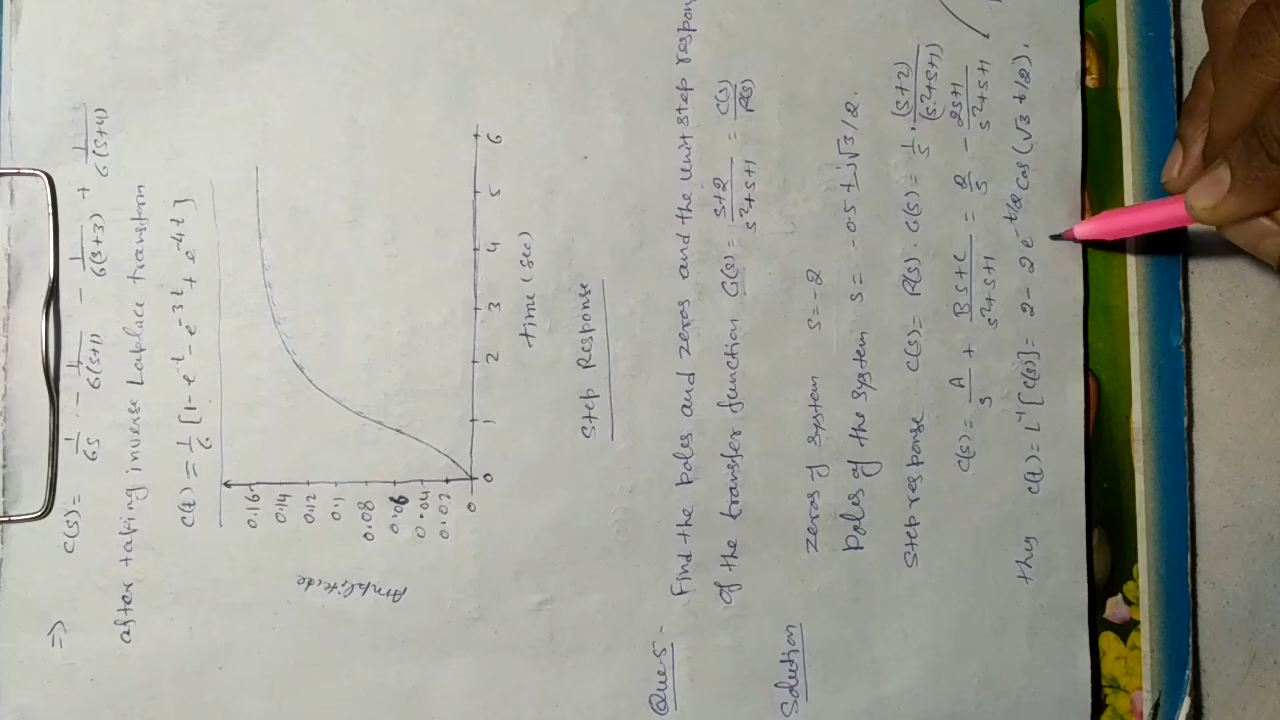 => C(s) = 1/6s - 1/6(s+1) - 1/6(s+3) + 1/6(s+4)
after taking inverse Laplace transform
C(t) = 1/6 [1 - e^-t - e^-3t + e^-4t]
Amplitude
0.16
0.14
0.12
0.1
0.08
0.06
0.04
0.02
0
0 1 2 3 4 5 6
time (sec)
Step Response
Ques - Find the poles and zeros and the unit step respon
of the transfer function G(s) = s+2/s²+s+1 = C(s)/R(s)
Solution zeros of system s = -2
Poles of the system s = -0.5 ± j√3/2.
Step response C(s) = R(s). G(s) = 1/s . (s+2)/(s²+s+1)
C(s) = A/s + Bs+C/s²+s+1 = 2/s - 2s+1/s²+s+1
thus C(t) = L^-1 [C(s)] = 2 - 2e^-t/2 Cos(√3 t/2).